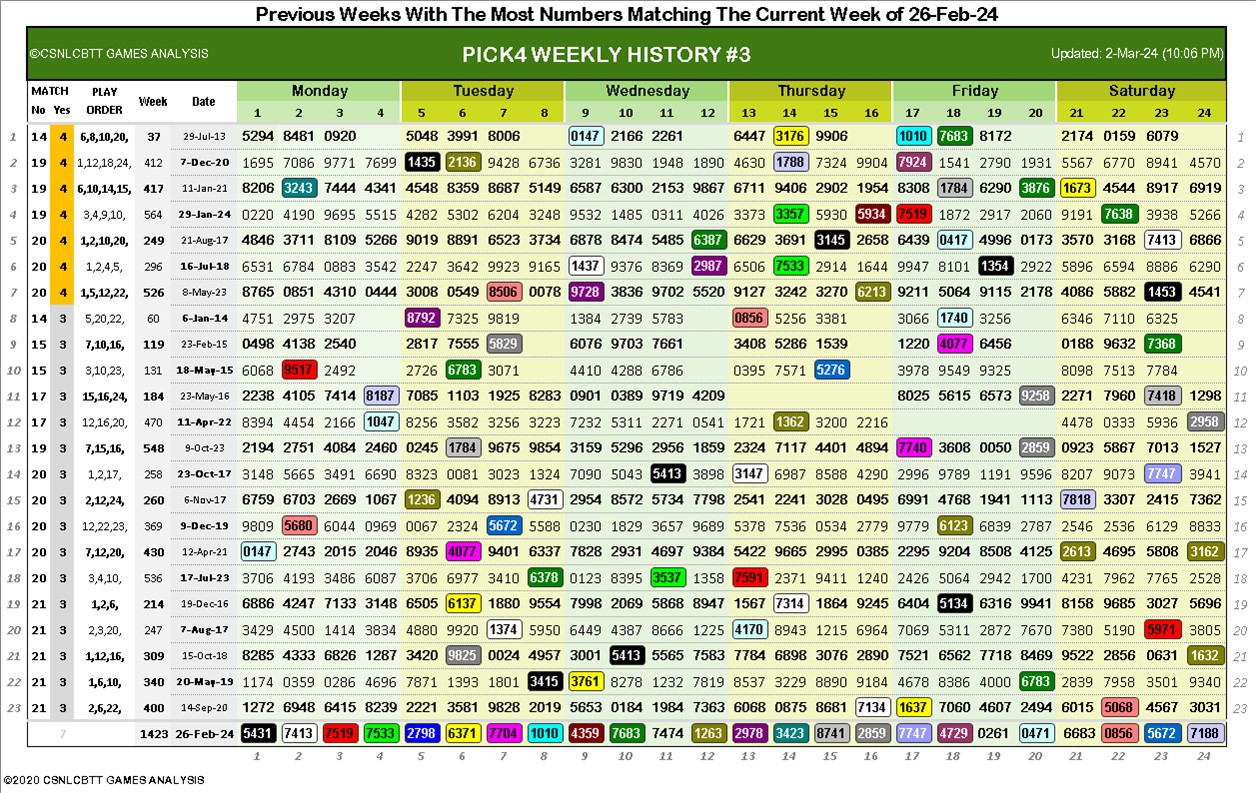 Previous Weeks With The Most Numbers Matching The Current Week of 26-Feb-24
©CSNLCBTT GAMES ANALYSIS PICK4 WEEKLY HISTORY #3 Updated: 2-Mar-24 (10:06 PM)
MATCH PLAY Week Date Monday Tuesday Wednesday Thursday Friday Saturday
No Yes ORDER 1 2 3 4 5 6 7 8 9 10 11 12 13 14 15 16 17 18 19 20 21 22 23 24
1 14 4 6,8,10,20, 37 29-Jul-13 5294 8481 0920 5048 3991 8006 0147 2166 2261 6447 3176 9906 1010 7683 8172 2174 0159 6079 1
2 19 4 1,12,18,24, 412 7-Dec-20 1695 7086 9771 7699 1435 2136 9428 6736 3281 9830 1948 1890 4630 1788 7324 9904 7924 1541 2790 1931 5567 6770 8941 4570 2
3 19 4 6,10,14,15, 417 11-Jan-21 8206 3243 7444 4341 4548 8359 8687 5149 6587 6300 2153 9867 6711 9406 2902 1954 8308 1784 6290 3876 1673 4544 8917 6919 3
4 19 4 3,4,9,10, 564 29-Jan-24 0220 4190 9695 5515 4282 5302 6204 3248 9532 1485 0311 4026 3373 3357 5930 5934 7519 1872 2917 2060 9191 7638 3938 5266 4
5 20 4 1,2,10,20, 249 21-Aug-17 4846 3711 8109 5266 9019 8891 6523 3734 6878 8474 5485 6387 6629 3691 3145 2658 6439 0417 4996 0173 3570 3168 7413 6866 5
6 20 4 1,2,4,5, 296 16-Jul-18 6531 6784 0883 3542 2247 3642 9923 9165 1437 9376 8369 2987 6506 7533 2914 1644 9947 8101 1354 2922 5896 6594 8886 6290 6
7 20 4 1,5,12,22, 526 8-May-23 8765 0851 4310 0444 3008 0549 8506 0078 9728 3836 9702 5520 9127 3242 3270 6213 9211 5064 9115 2178 4086 5882 1453 4541 7
8 14 3 5,20,22, 60 6-Jan-14 4751 2975 3207 8792 7325 9819 1384 2739 5783 0856 5256 3381 3066 1740 3256 6346 7110 6325 8
9 15 3 7,10,16, 119 23-Feb-15 0498 4138 2540 2817 7555 5829 6076 9703 7661 3408 5286 1539 1220 4077 6456 0188 9632 7368 9
10 15 3 3,10,23, 131 18-May-15 6068 9517 2492 2726 6783 3071 4410 4288 6786 0395 7571 5276 3978 9549 9325 8098 7513 7784 10
11 17 3 15,16,24, 184 23-May-16 2238 4105 7414 8187 7085 1103 1925 8283 0901 0389 9719 4209 8025 5615 6573 9258 2271 7960 7418 1298 11
12 17 3 12,16,20, 470 11-Apr-22 8394 4454 2166 1047 8256 3582 3256 3223 7232 5311 2271 0541 1721 1362 3200 2216 4478 0333 5936 2958 12
13 19 3 7,15,16, 548 9-Oct-23 2194 2751 4084 2460 0245 1784 9675 9854 3159 5296 2956 1859 2324 7117 4401 4894 7740 3608 0050 2859 0923 5867 7013 1527 13
14 20 3 1,2,17, 258 23-Oct-17 3148 5665 3491 6690 8323 0081 3023 1324 7090 5043 5413 3898 3147 6987 8588 4290 2996 9789 1191 9596 8207 9073 7747 3941 14
15 20 3 2,12,24, 260 6-Nov-17 6759 6703 2669 1067 1236 4094 8913 4731 2954 8572 5734 7798 2541 2241 3028 0495 6991 4768 1941 1113 7818 3307 2415 7362 15
16 20 3 12,22,23, 369 9-Dec-19 9809 5680 6044 0969 0067 2324 5672 5588 0230 1829 3657 9689 5378 7536 0534 2779 9779 6123 6839 2787 2546 2536 6129 8833 16
17 20 3 7,12,20, 430 12-Apr-21 0147 2743 2015 2046 8935 4077 9401 6337 7828 2931 4697 9384 5422 9665 2995 0385 2295 9204 8508 4125 2613 4695 5808 3162 17
18 20 3 3,4,10, 536 17-Jul-23 3706 4193 3486 6087 3706 6977 3410 6378 0123 8395 3537 1358 7591 2371 9411 1240 2426 5064 2942 1700 4231 7962 7765 2528 18
19 21 3 1,2,6, 214 19-Dec-16 6886 4247 7133 3148 6505 6137 1880 9554 7998 2069 5868 8947 1567 7314 1864 9245 6404 5134 6316 9941 8158 9685 3027 5696 19
20 21 3 2,3,20, 247 7-Aug-17 3429 4500 1414 3834 4880 0320 1374 5950 6449 4387 8666 1225 4170 8943 1215 6964 7069 5311 2872 7670 7380 5190 5971 3805 20
21 21 3 1,12,16, 309 15-Oct-18 8285 4333 6826 1287 3420 9825 0024 4957 3001 5413 5565 7583 7784 6898 3076 2890 7521 6562 7718 8469 9522 2856 0631 1632 21
22 21 3 1,6,10, 340 20-May-19 1174 0359 0286 4695 7871 1393 1801 3415 3761 8278 1232 7819 8537 3229 8890 9184 4678 8386 4000 6783 2839 7958 3501 9340 22
23 21 3 2,6,22, 400 14-Sep-20 1272 6948 6415 8239 2221 3581 9828 2019 5653 0184 1984 7363 6068 0875 8681 7134 1637 7060 4607 2494 6015 5068 4567 3031 23
7 1423 26-Feb-24 5431 7413 7519 7533 2798 6371 7704 1010 4359 7683 7474 1263 2978 3423 8741 2859 7747 4729 0261 0471 6683 0856 5672 7188
1 2 3 4 5 6 7 8 9 10 11 12 13 14 15 16 17 18 19 20 21 22 23 24
©2020 CSNLCBTT GAMES ANALYSIS